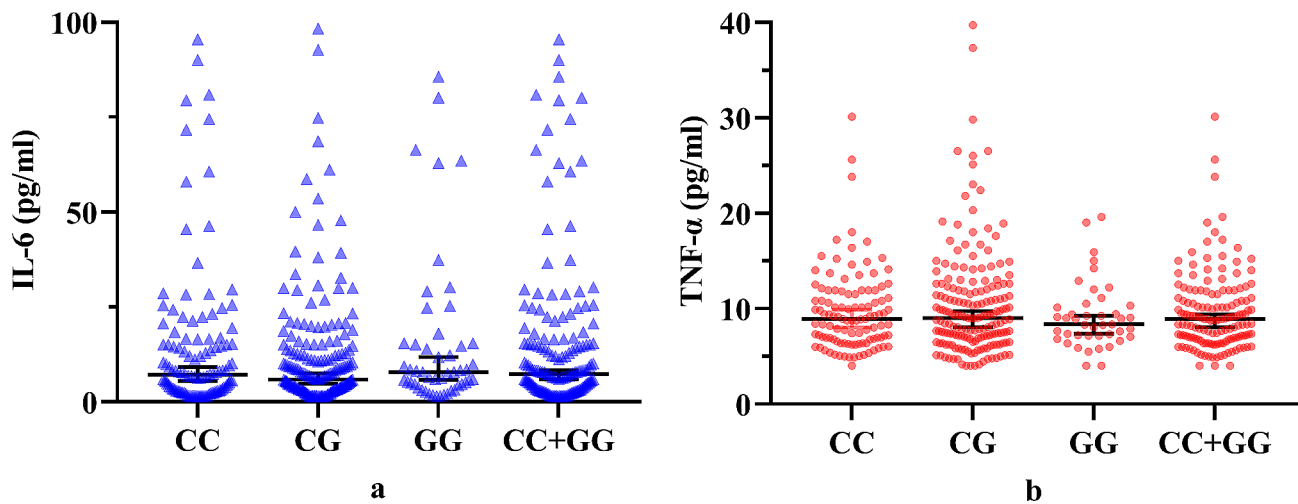 IL-6 (pg/ml)
100
50
0
CC CG GG CC+GG
a
TNF-α (pg/ml)
40
30
20
10
0
CC CG GG CC+GG
b